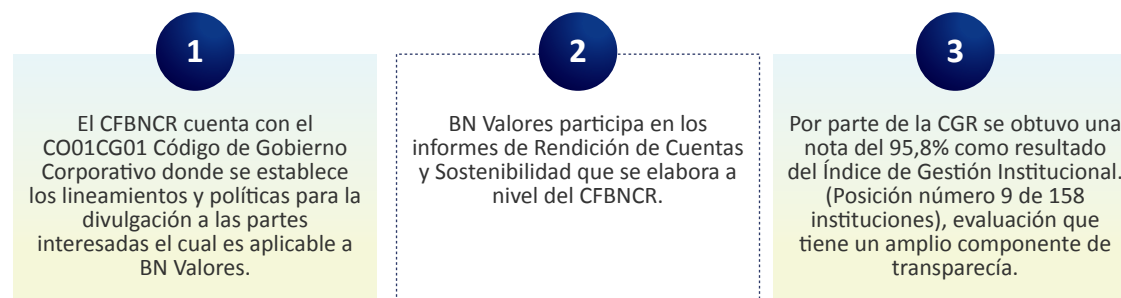 1
El CFBNCR cuenta con el
CO01CG01 Código de Gobierno
Corporativo donde se establece
los lineamientos y políticas para la
divulgación a las partes
interesadas el cual es aplicable a
BN Valores.
2
BN Valores participa en los
informes de Rendición de Cuentas
y Sostenibilidad que se elabora a
nivel del CFBNCR.
3
Por parte de la CGR se obtuvo una
nota del 95,8% como resultado
del Índice de Gestión Institucional.
(Posición número 9 de 158
instituciones), evaluación que
tiene un amplio componente de
transparecía.